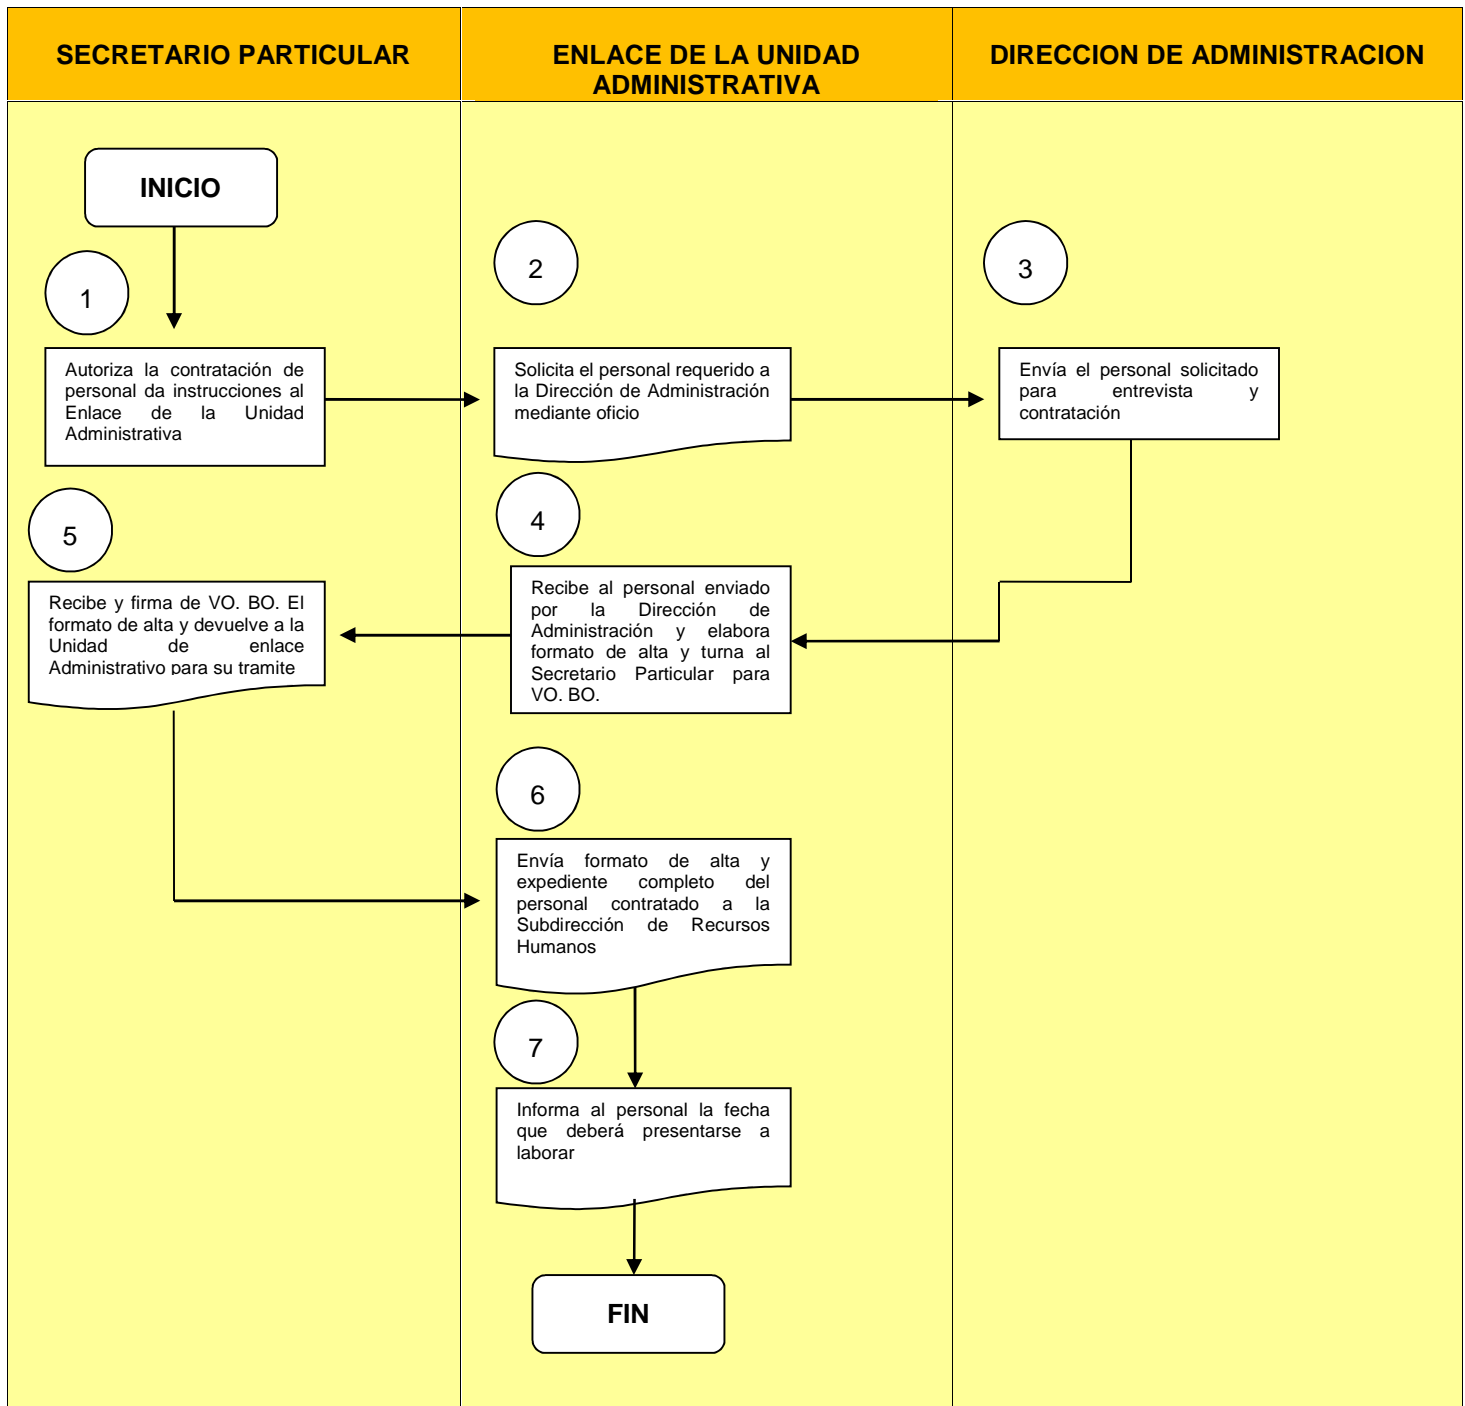 SECRETARIO PARTICULAR
ENLACE DE LA UNIDAD
ADMINISTRATIVA
DIRECCION DE ADMINISTRACION
INICIO
1
Autoriza la contratación de
personal da instrucciones al
Enlace de la Unidad
Administrativa
2
Solicita el personal requerido a
la Dirección de Administración
mediante oficio
3
Envía el personal solicitado
para entrevista y
contratación
4
Recibe al personal enviado
por la Dirección de
Administración y elabora
formato de alta y turna al
Secretario Particular para
VO. BO.
5
Recibe y firma de VO. BO. El
formato de alta y devuelve a la
Unidad de enlace
Administrativo para su tramite
6
Envía formato de alta y
expediente completo del
personal contratado a la
Subdirección de Recursos
Humanos
7
Informa al personal la fecha
que deberá presentarse a
laborar
FIN